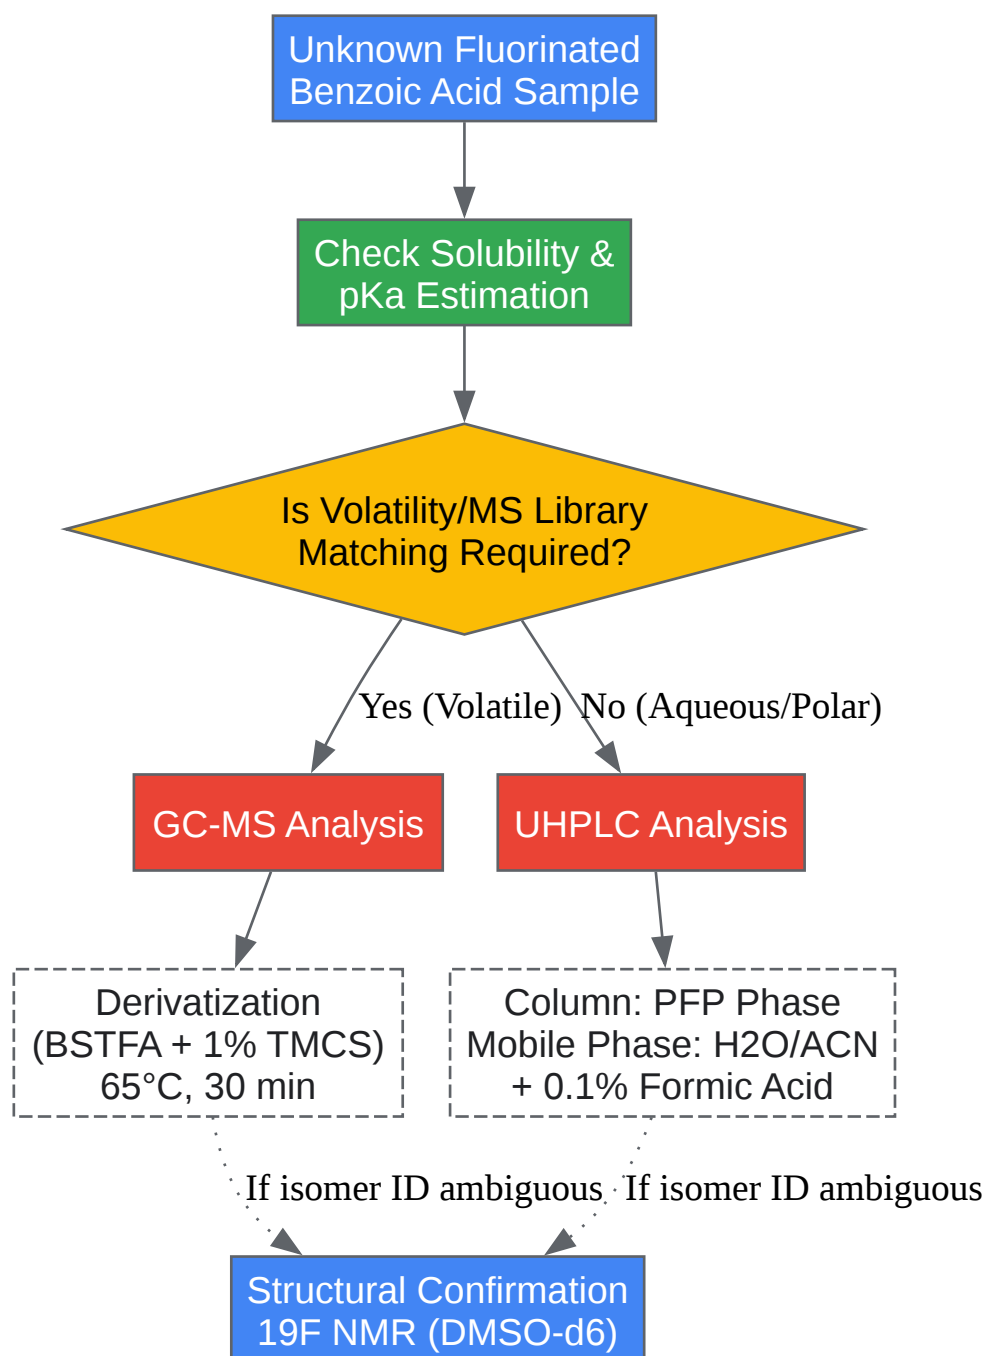 Unknown Fluorinated
Benzoic Acid Sample
Check Solubility &
pKa Estimation
Is Volatility/MS Library
Matching Required?
Yes (Volatile)
No (Aqueous/Polar)
GC-MS Analysis
UHPLC Analysis
Derivatization
(BSTFA + 1% TMCS)
65°C, 30 min
Column: PFP Phase
Mobile Phase: H2O/ACN
+ 0.1% Formic Acid
If isomer ID ambiguous
If isomer ID ambiguous
Structural Confirmation
19F NMR (DMSO-d6)